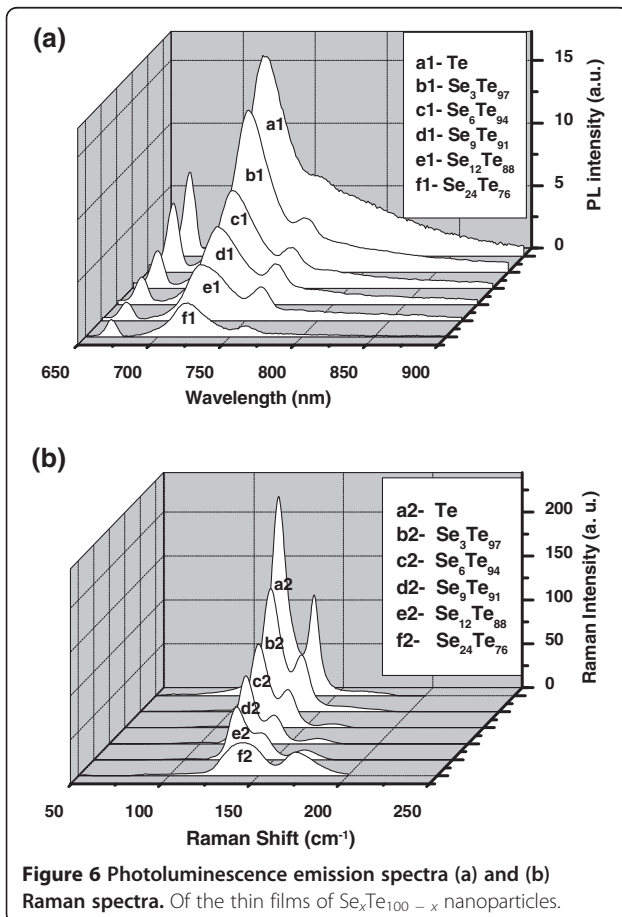 (a)
a1- Te
b1- Se3Te97
c1- Se6Te94
d1- Se9Te91
e1- Se12Te88
f1- Se24Te76
a1
b1
c1
d1
e1
f1
15
10
5
0
PL intensity (a.u.)
650 700 750 800 850 900
Wavelength (nm)
(b)
a2- Te
b2- Se3Te97
c2- Se6Te94
d2- Se9Te91
e2- Se12Te88
f2- Se24Te76
a2
b2
c2
d2
e2
f2
200
150
100
50
0
Raman Intensity (a. u.)
50 100 150 200 250
Raman Shift (cm-1)
Figure 6 Photoluminescence emission spectra (a) and (b)
Raman spectra. Of the thin films of SexTe100 − x nanoparticles.